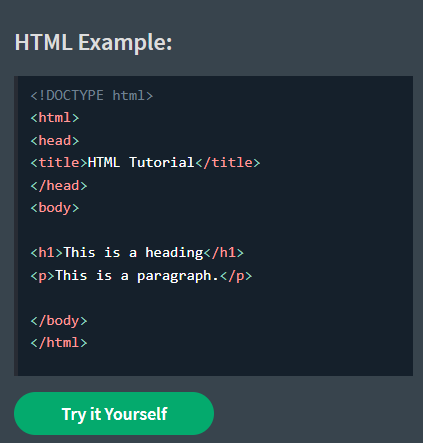 HTML Example:
<!DOCTYPE html>
<html>
<head>
<title>HTML Tutorial</title>
</head>
<body>
<h1>This is a heading</h1>
<p>This is a paragraph.</p>
</body>
</html>
Try it Yourself